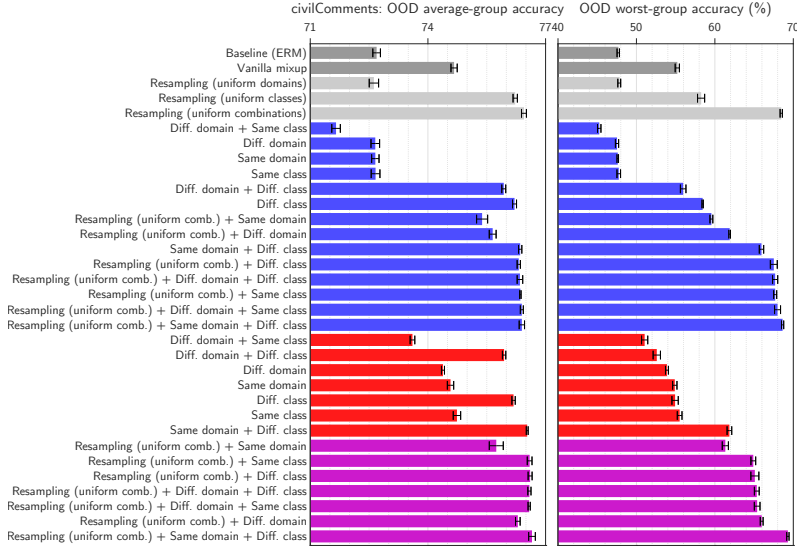 civilComments: OOD average-group accuracy OOD worst-group accuracy (%)
71 74 77 40 50 60 70
Baseline (ERM)
Vanilla mixup
Resampling (uniform domains)
Resampling (uniform classes)
Resampling (uniform combinations)
Diff. domain + Same class
Diff. domain
Same domain
Same class
Diff. domain + Diff. class
Diff. class
Resampling (uniform comb.) + Same domain
Resampling (uniform comb.) + Diff. domain
Same domain + Diff. class
Resampling (uniform comb.) + Diff. class
Resampling (uniform comb.) + Diff. domain + Diff. class
Resampling (uniform comb.) + Same class
Resampling (uniform comb.) + Diff. domain + Same class
Resampling (uniform comb.) + Same domain + Diff. class
Diff. domain + Same class
Diff. domain + Diff. class
Diff. domain
Same domain
Diff. class
Same class
Same domain + Diff. class
Resampling (uniform comb.) + Same domain
Resampling (uniform comb.) + Same class
Resampling (uniform comb.) + Diff. class
Resampling (uniform comb.) + Diff. domain + Diff. class
Resampling (uniform comb.) + Diff. domain + Same class
Resampling (uniform comb.) + Diff. domain
Resampling (uniform comb.) + Same domain + Diff. class